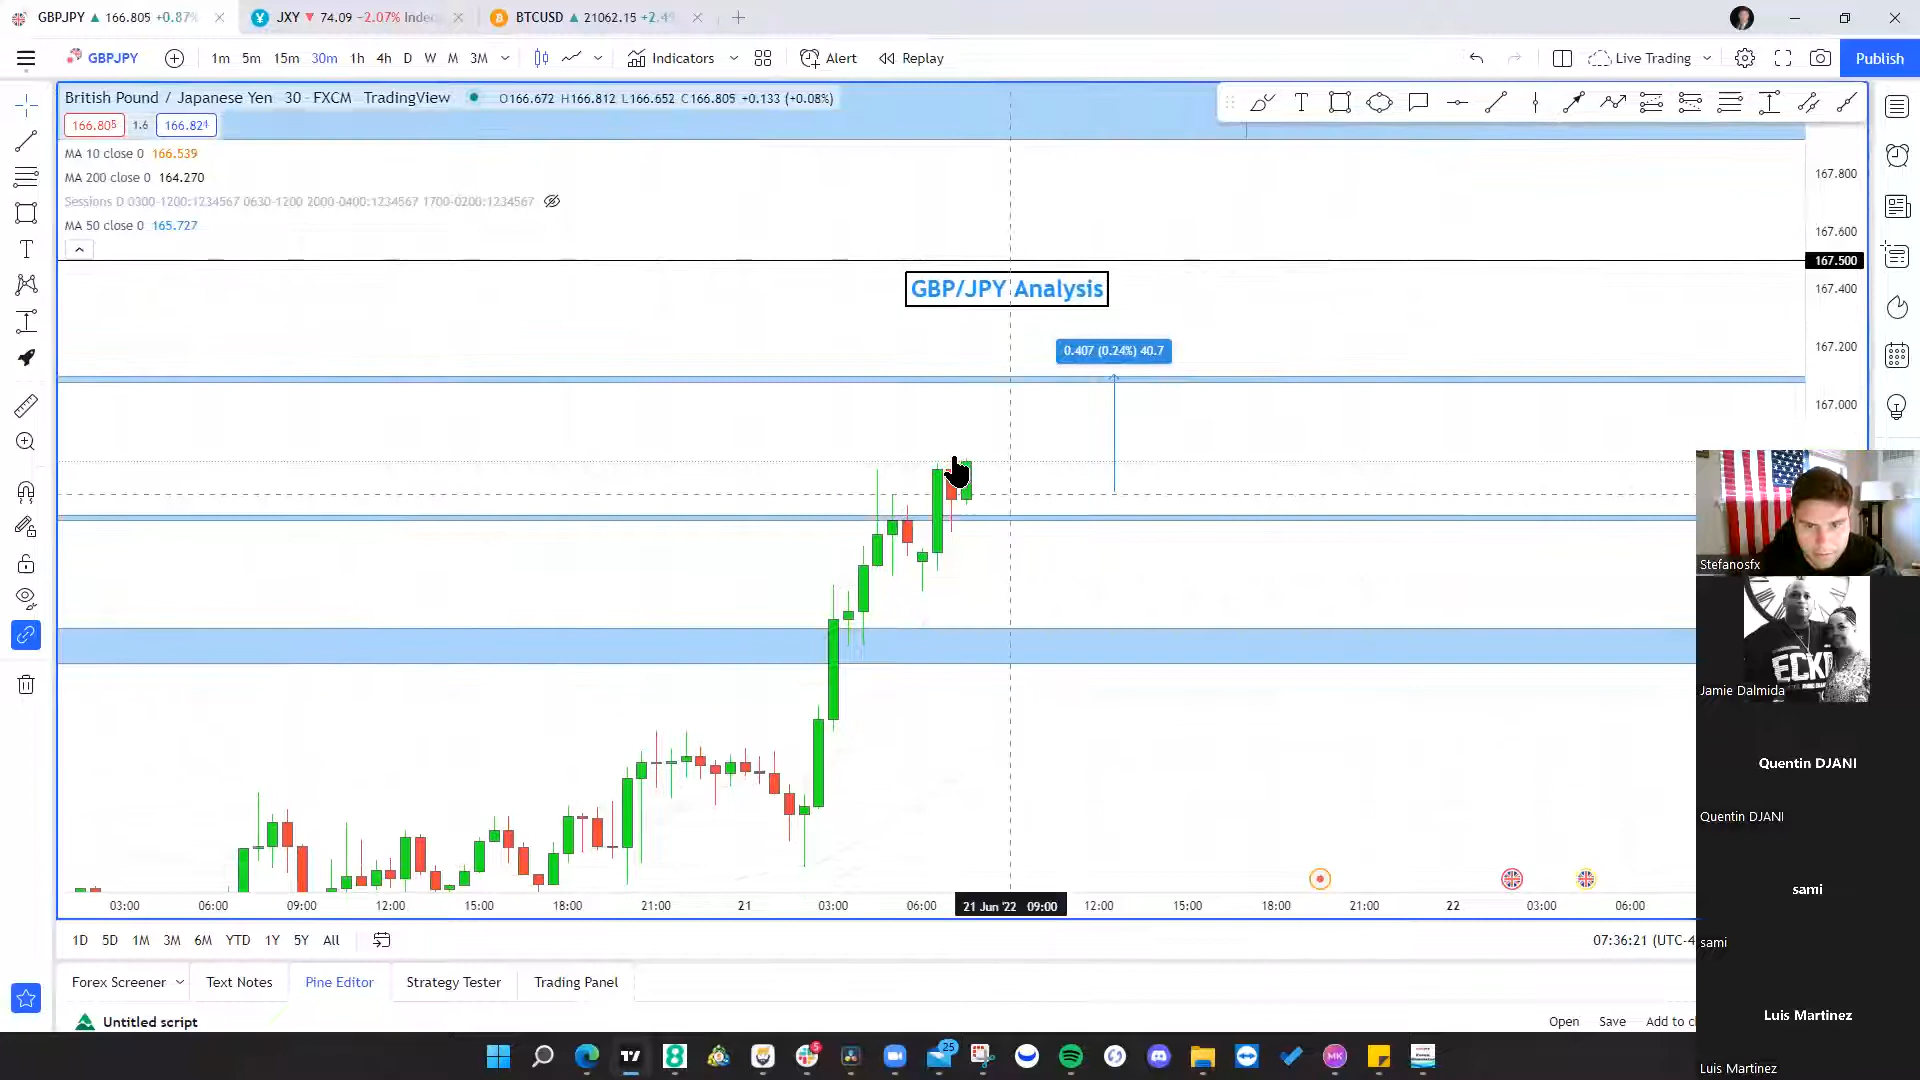 GBPJPY ▲ 166.805 +0.87%
JXY ▼ 74.09 −2.07% Index
BTCUSD ▲ 21062.15 +2.4%
GBPJPY
1m 5m 15m 30m 1h 4h D W M 3M
Indicators
Alert
Replay
Live Trading
Publish
British Pound / Japanese Yen 30 FXCM TradingView
O166.672 H166.812 L166.652 C166.805 +0.133 (+0.08%)
166.805 1.6 166.824
MA 10 close 0 166.539
MA 200 close 0 164.270
Sessions D 0300-1200:1234567 0630-1200 2000-0400:1234567 1700-0200:1234567
MA 50 close 0 165.727
167.800
167.600
167.500
167.400
167.200
167.000
GBP/JPY Analysis
0.407 (0.24%) 40.7
Stefanosfx
ECK
Jamie Dalmida
Quentin DJANI
Quentin DJANI
sami
sami
Luis Martinez
Luis Martinez
03:00 06:00 09:00 12:00 15:00 18:00 21:00 21 03:00 06:00 21 Jun '22 09:00 12:00 15:00 18:00 21:00 22 03:00 06:00
1D 5D 1M 3M 6M YTD 1Y 5Y All
07:36:21 (UTC-4
Forex Screener Text Notes Pine Editor Strategy Tester Trading Panel
Untitled script
Open Save Add to ch
5
25
MK